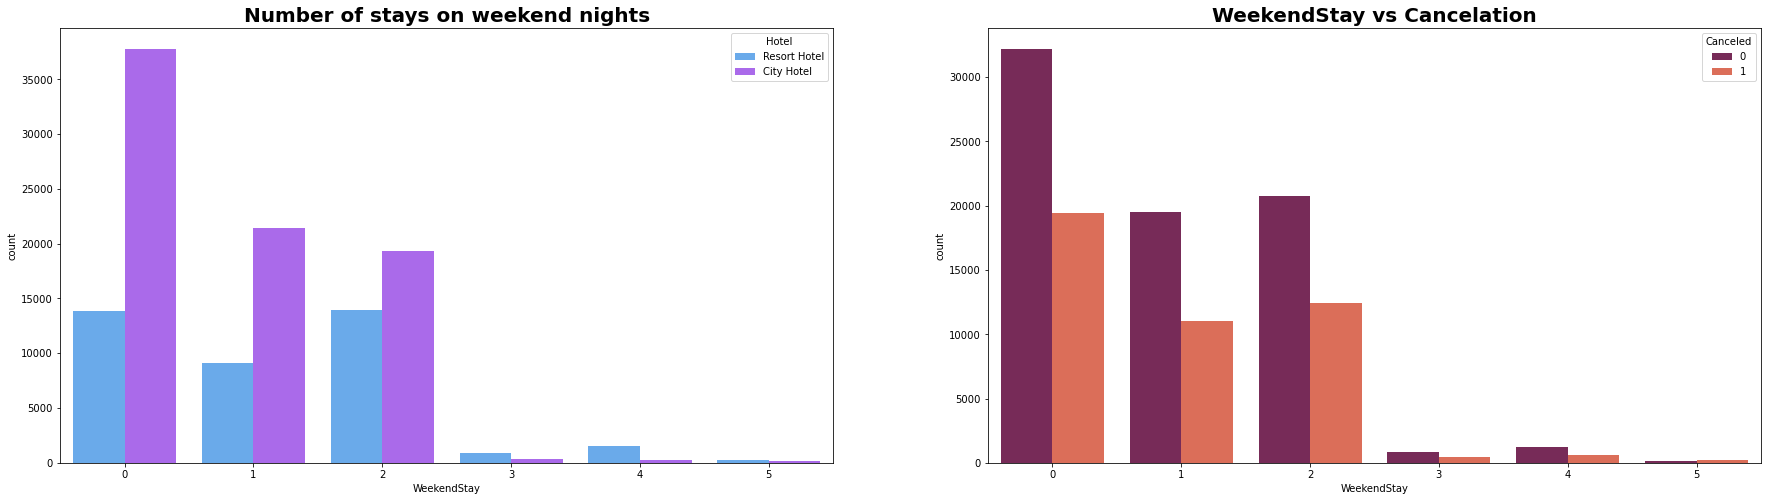 Number of stays on weekend nights
Hotel
Resort Hotel
City Hotel
35000
30000
25000
20000
15000
10000
5000
0
count
0 1 2 3 4 5
WeekendStay
WeekendStay vs Cancelation
Canceled
0
1
30000
25000
20000
15000
10000
5000
0
count
0 1 2 3 4 5
WeekendStay